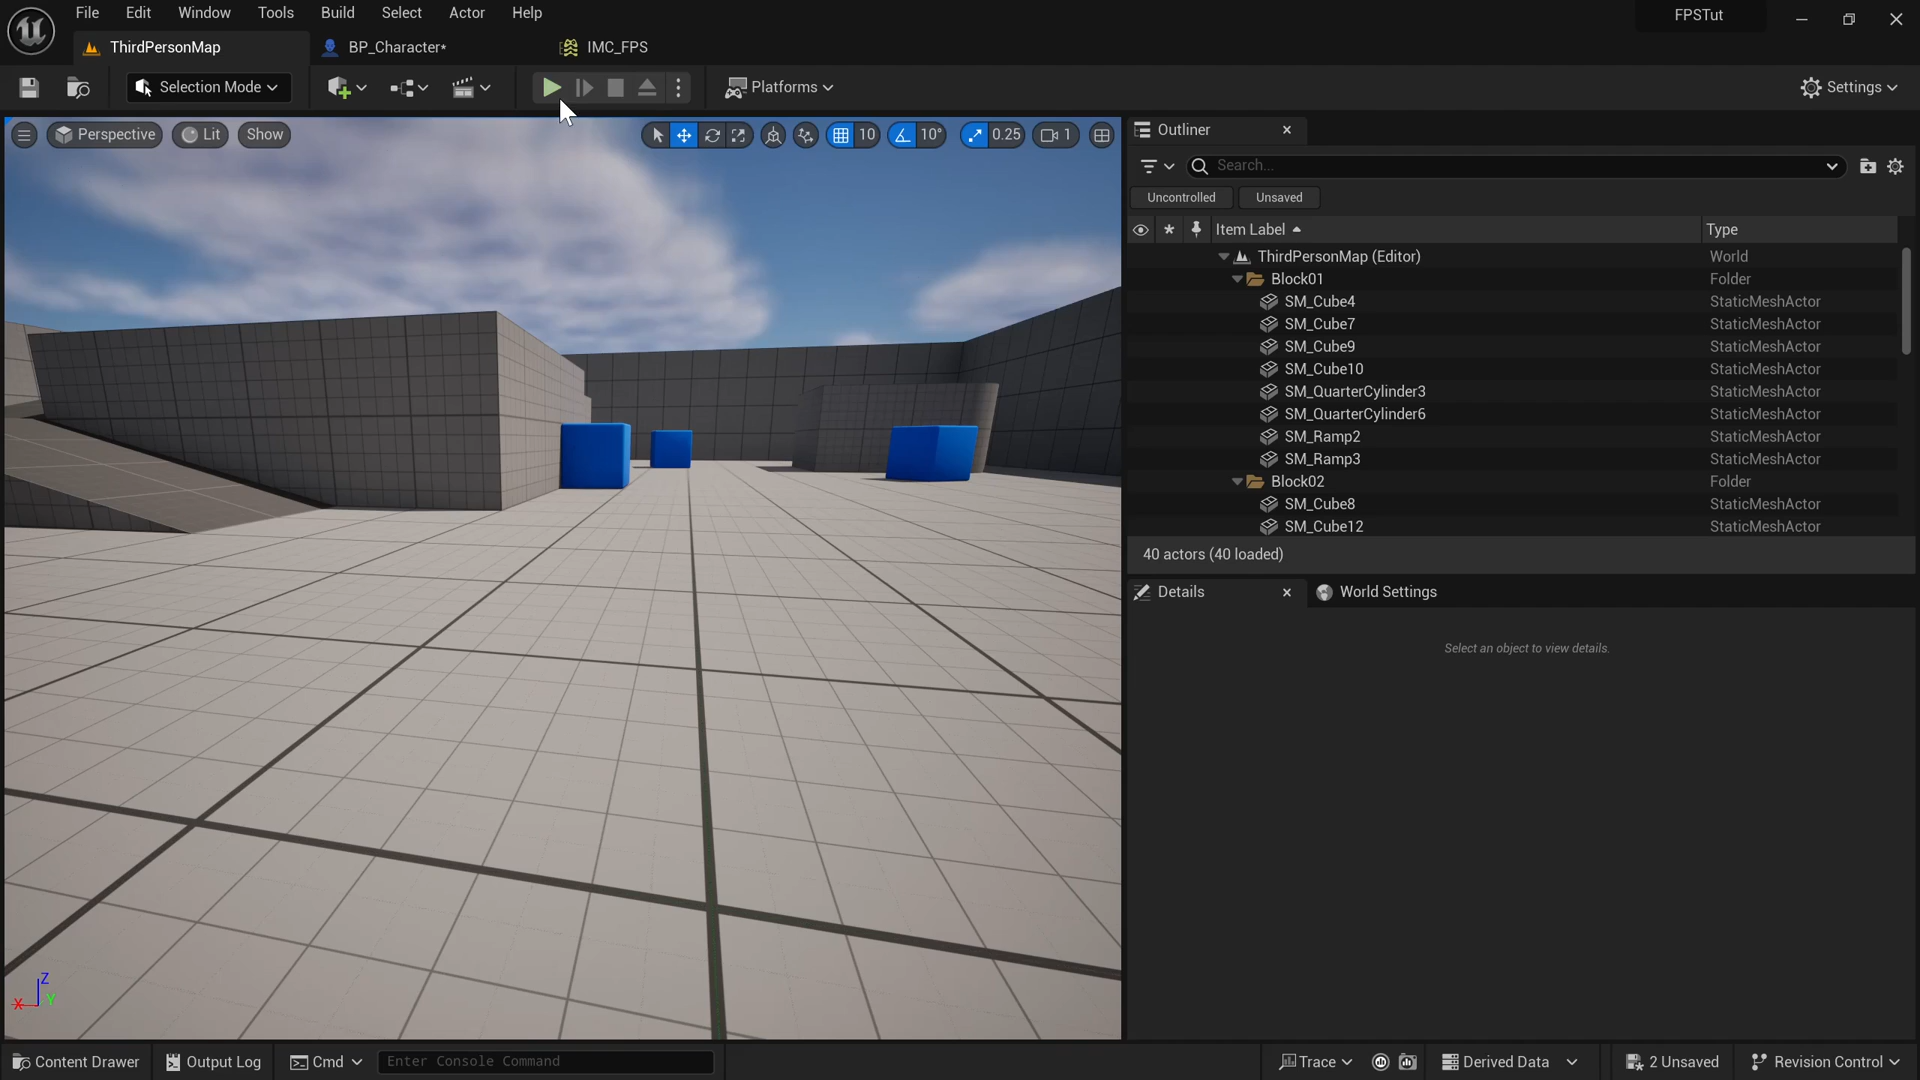 File Edit Window Tools Build Select Actor Help
FPSTut
ThirdPersonMap BP_Character* IMC_FPS
Selection Mode Platforms Settings
Perspective Lit Show 10 10° 0.25 1
Outliner
Search...
Uncontrolled Unsaved
Item Label Type
ThirdPersonMap (Editor) World
Block01 Folder
SM_Cube4 StaticMeshActor
SM_Cube7 StaticMeshActor
SM_Cube9 StaticMeshActor
SM_Cube10 StaticMeshActor
SM_QuarterCylinder3 StaticMeshActor
SM_QuarterCylinder6 StaticMeshActor
SM_Ramp2 StaticMeshActor
SM_Ramp3 StaticMeshActor
Block02 Folder
SM_Cube8 StaticMeshActor
SM_Cube12 StaticMeshActor
40 actors (40 loaded)
Details World Settings
Select an object to view details.
Z
X Y
Content Drawer Output Log Cmd Enter Console Command Trace Derived Data 2 Unsaved Revision Control